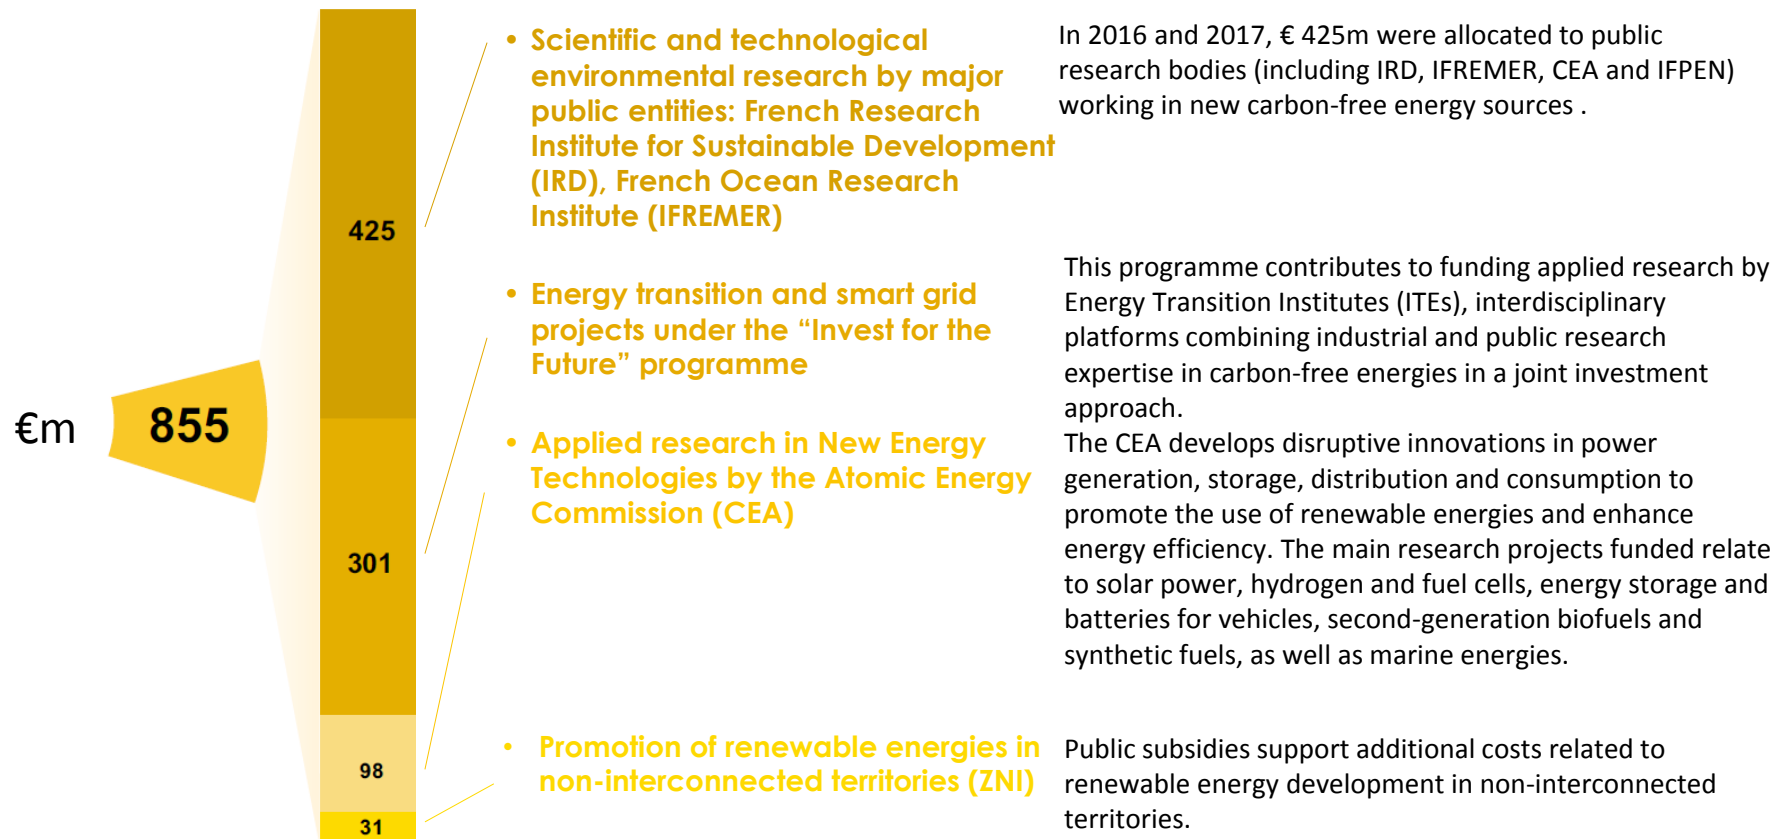 €m
855
425
301
98
31
• Scientific and technological
environmental research by major
public entities: French Research
Institute for Sustainable Development
(IRD), French Ocean Research
Institute (IFREMER)
In 2016 and 2017, € 425m were allocated to public
research bodies (including IRD, IFREMER, CEA and IFPEN)
working in new carbon-free energy sources .
• Energy transition and smart grid
projects under the “Invest for the
Future” programme
This programme contributes to funding applied research by
Energy Transition Institutes (ITEs), interdisciplinary
platforms combining industrial and public research
expertise in carbon-free energies in a joint investment
approach.
• Applied research in New Energy
Technologies by the Atomic Energy
Commission (CEA)
The CEA develops disruptive innovations in power
generation, storage, distribution and consumption to
promote the use of renewable energies and enhance
energy efficiency. The main research projects funded relate
to solar power, hydrogen and fuel cells, energy storage and
batteries for vehicles, second-generation biofuels and
synthetic fuels, as well as marine energies.
• Promotion of renewable energies in
non-interconnected territories (ZNI)
Public subsidies support additional costs related to
renewable energy development in non-interconnected
territories.